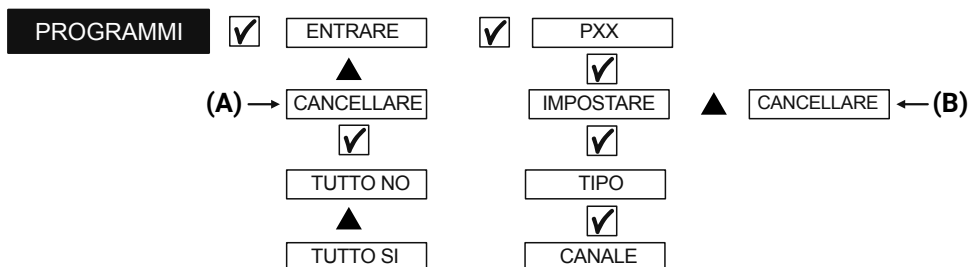 PROGRAMMI ENTRARE PXX
(A) CANCELLARE IMPOSTARE CANCELLARE (B)
TUTTO NO TIPO
TUTTO SI CANALE